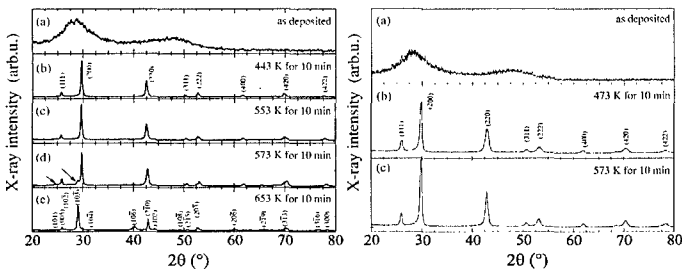 (a)
as deposited
(b)
443 K for 10 min
(111)
(200)
(220)
(311)
(222)
(400)
(420)
(422)
(c)
553 K for 10 min
(d)
573 K for 10 min
(e)
653 K for 10 min
X-ray intensity (arb.u.)
20 30 40 50 60 70 80
2θ (°)
(a)
as deposited
(b)
473 K for 10 min
(111)
(200)
(220)
(311)
(222)
(400)
(420)
(422)
(c)
573 K for 10 min
X-ray intensity (arb.u.)
20 30 40 50 60 70 80
2θ (°)